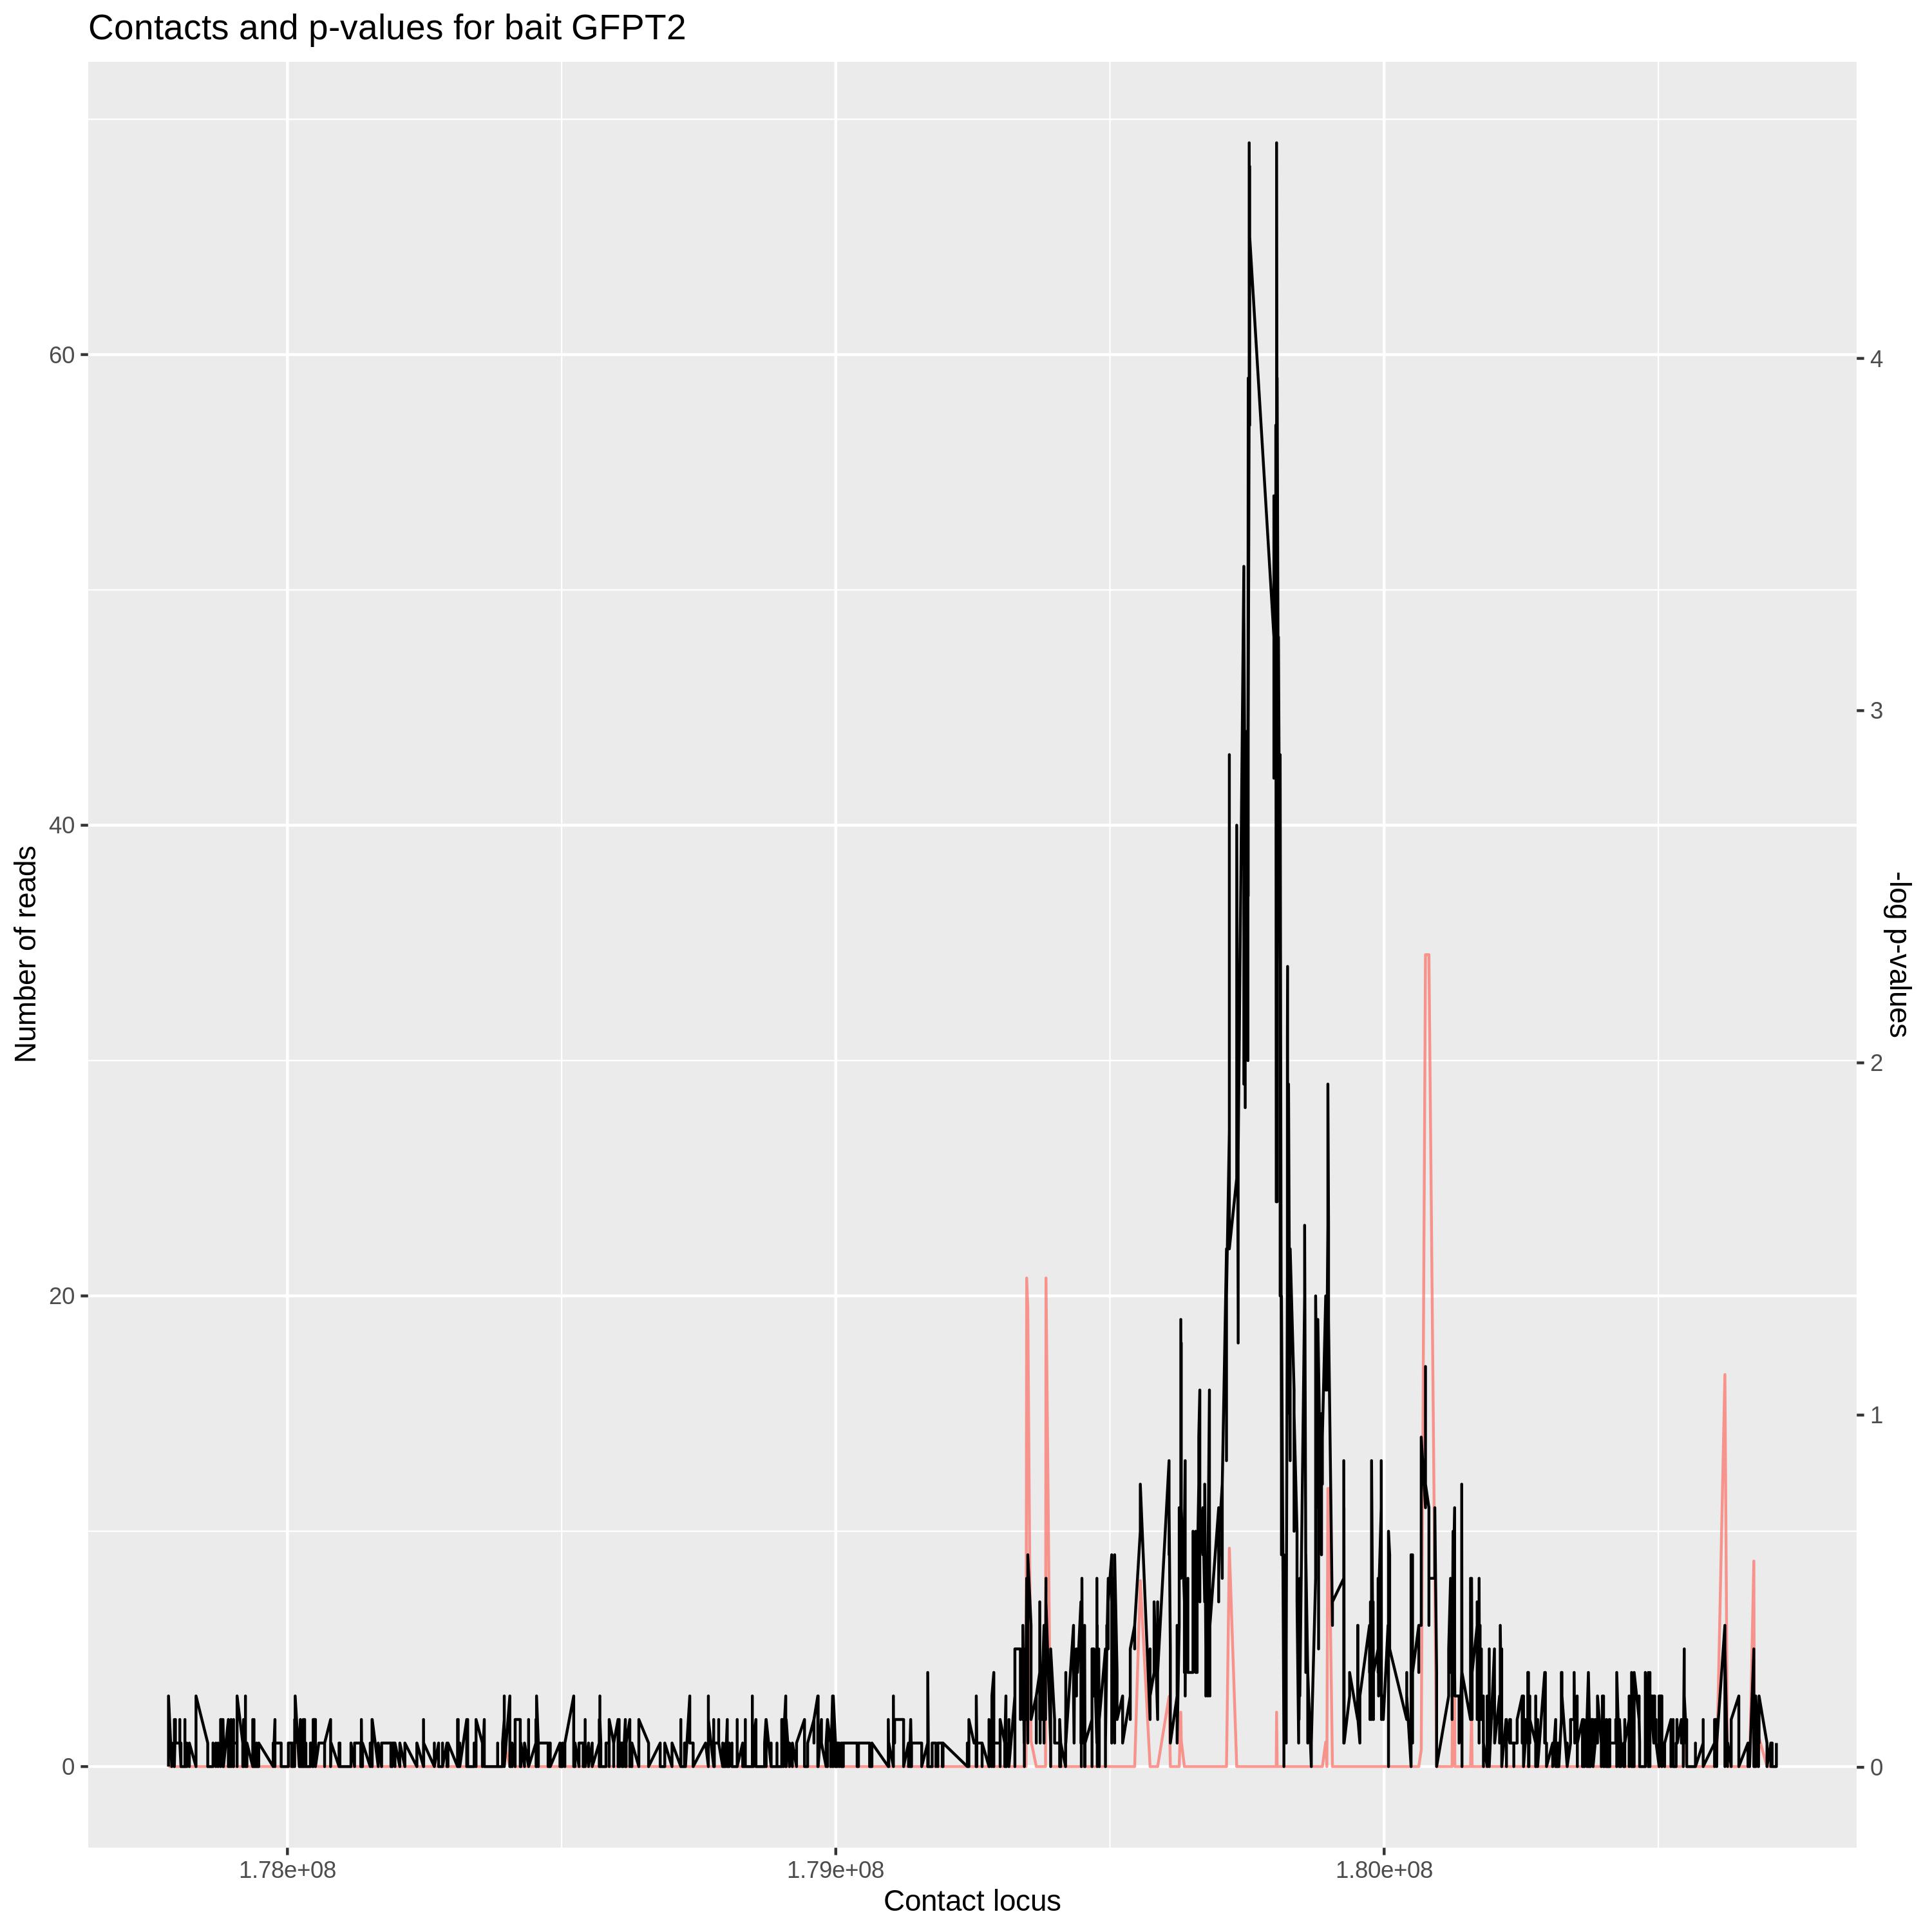 Contacts and p-values for bait GFPT2
Number of reads
60
40
20
0
4
3
2
1
0
-log p-values
1.78e+08
1.79e+08
1.80e+08
Contact locus